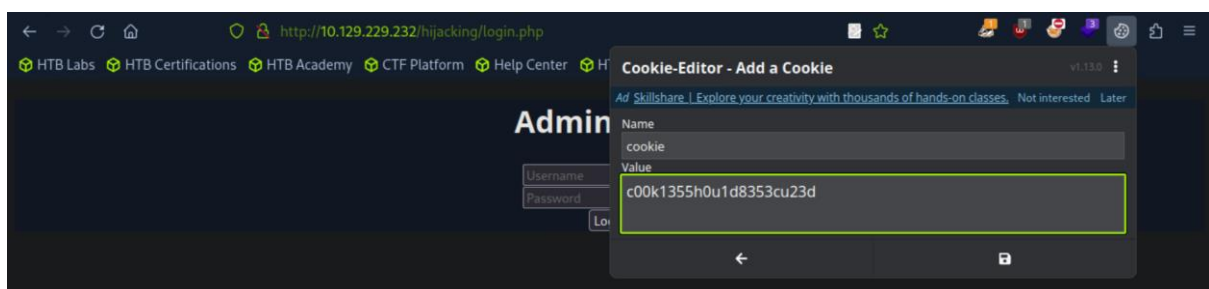 http://10.129.229.232/hijacking/login.php
HTB Labs HTB Certifications HTB Academy CTF Platform Help Center H
Cookie-Editor - Add a Cookie v1.13.0
Ad Skillshare | Explore your creativity with thousands of hands-on classes. Not interested Later
Admin
Name
cookie
Username
Value
Password
c00k1355h0u1d8353cu23d
Lo